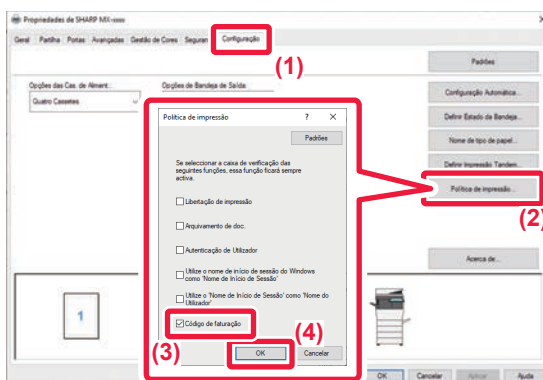 Propriedades de SHARP MX-xxxx
Geral Partilha Portas Avançadas Gestão de Cores Seguran Configuração
(1)
Padrões
Opções das Cas. de Aliment.:
Opções de Bandeja de Saída:
Quatro Cassetes
Configuração Automática...
Definir Estado da Bandeja...
Nome de tipo de papel...
Definir Impressão Tandem...
Política de impressão...
(2)
Acerca de...
Política de impressão ? ×
Padrões
Se seleccionar a caixa de verificação das
seguintes funções, essa função ficará sempre
activa.
Libertação de impressão
Arquivamento de doc.
Autenticação de Utilizador
Utilize o nome de início de sessão do Windows
como 'Nome de Início de Sessão'
Utilize o 'Nome de Início de Sessão' como 'Nome do
Utilizador'
Código de faturação
(3)
(4)
OK Cancelar
1
OK Cancelar Aplicar Ajuda